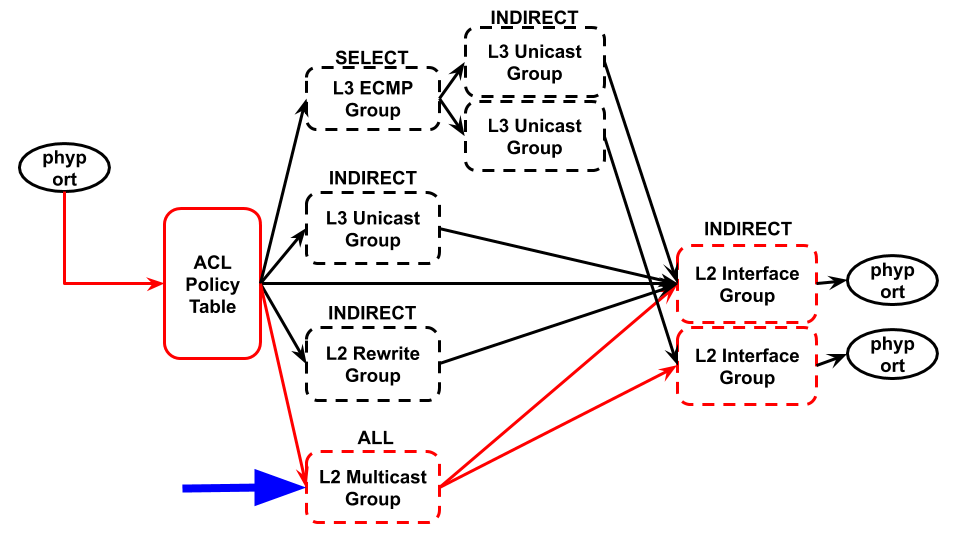 INDIRECT
L3 Unicast
Group
SELECT
L3 ECMP
Group
L3 Unicast
Group
phyp
ort
INDIRECT
L3 Unicast
Group
ACL
Policy
Table
INDIRECT
L2 Interface
Group
phyp
ort
INDIRECT
L2 Rewrite
Group
L2 Interface
Group
phyp
ort
ALL
L2 Multicast
Group